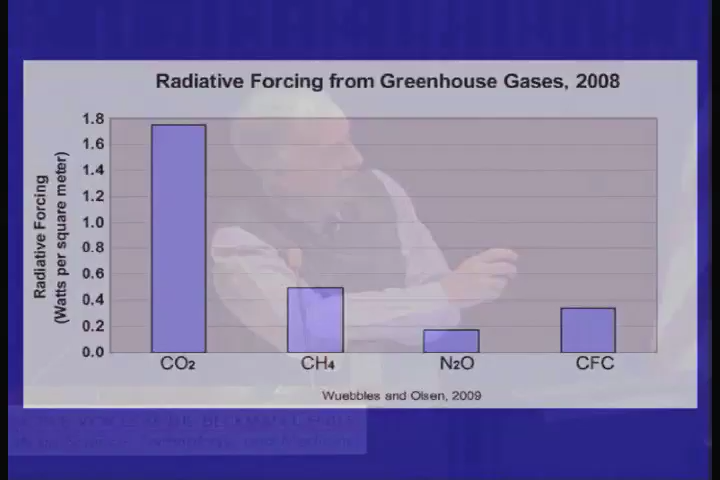 Radiative Forcing from Greenhouse Gases, 2008
Radiative Forcing
(Watts per square meter)
1.8
1.6
1.4
1.2
1.0
0.8
0.6
0.4
0.2
0.0
CO2
CH4
N2O
CFC
Wuebbles and Olsen, 2009